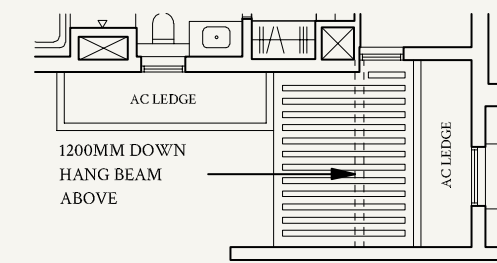 AC LEDGE
1200MM DOWN
HANG BEAM
ABOVE
AC LEDGE